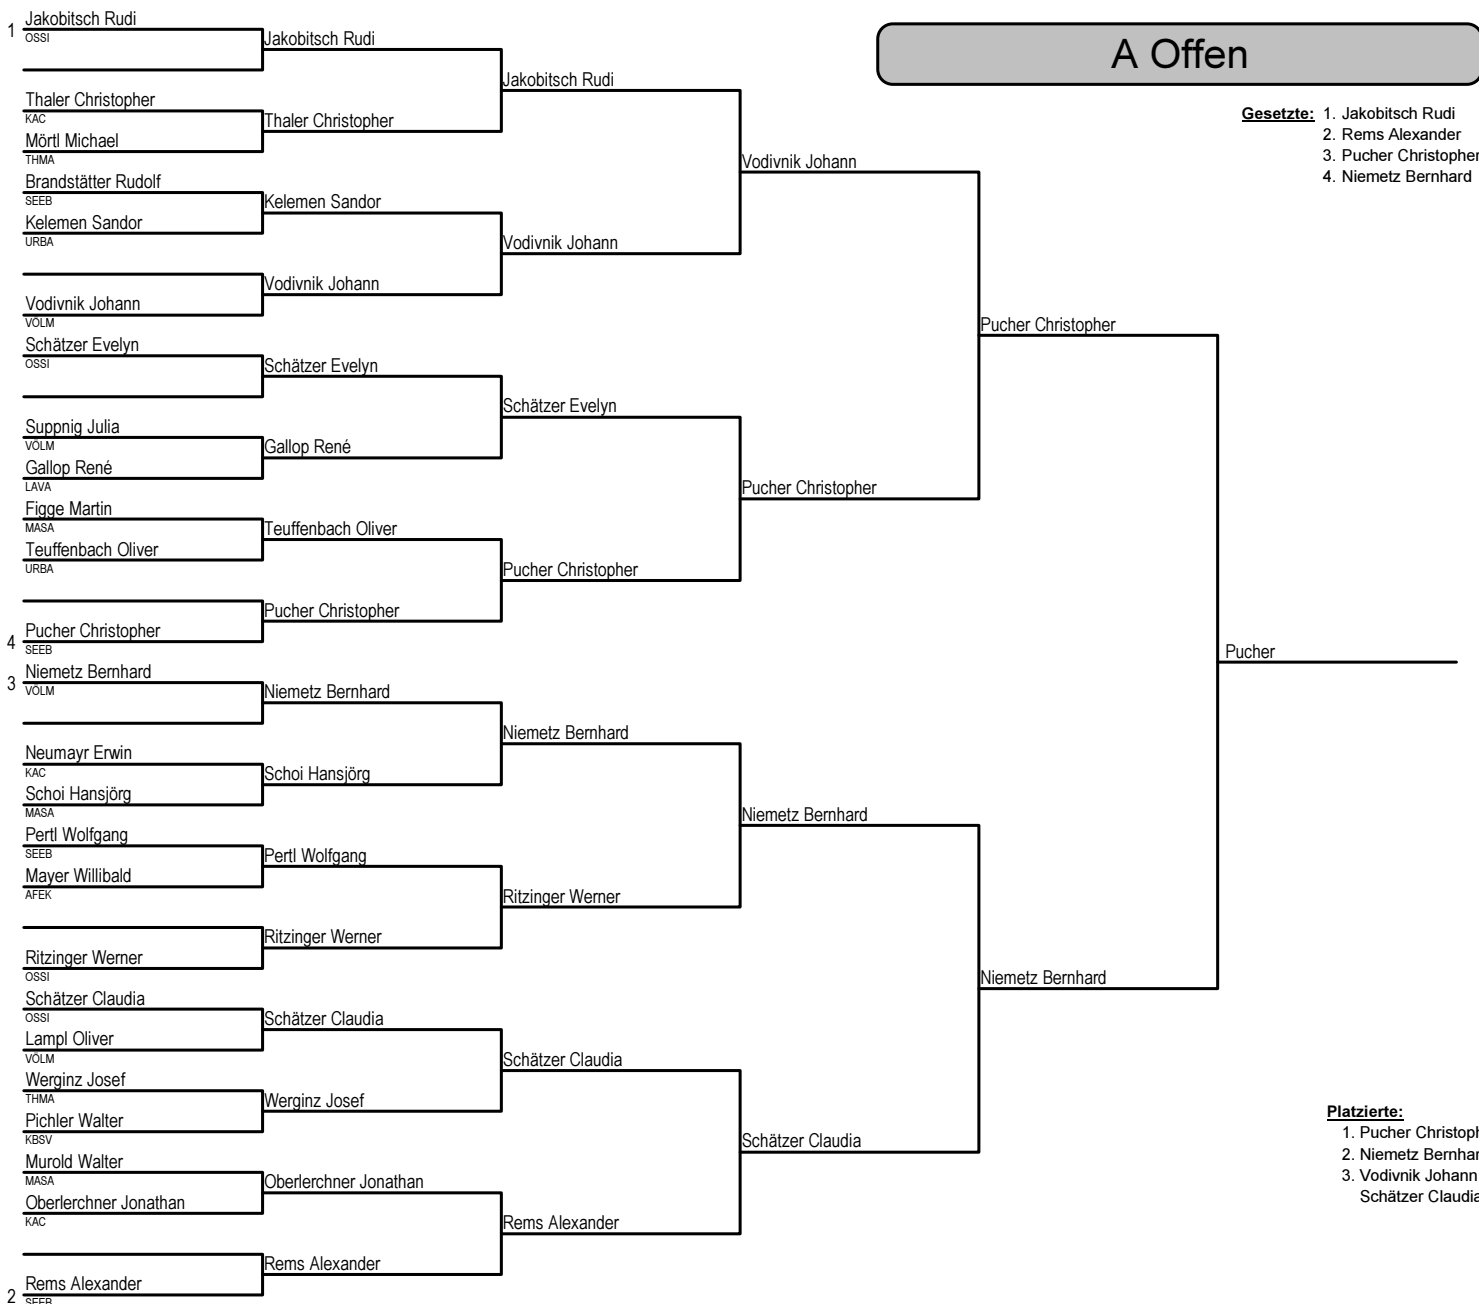 A Offen
Gesetzte: 1. Jakobitsch Rudi
2. Rems Alexander
3. Pucher Christopher
4. Niemetz Bernhard
1 Jakobitsch Rudi
OSSI
Thaler Christopher
KAC
Mörtl Michael
THMA
Brandstätter Rudolf
SEEB
Kelemen Sandor
URBA
Vodivnik Johann
VÖLM
Schätzer Evelyn
OSSI
Suppnig Julia
VÖLM
Gallop René
LAVA
Figge Martin
MASA
Teuffenbach Oliver
URBA
4 Pucher Christopher
SEEB
3 Niemetz Bernhard
VÖLM
Neumayr Erwin
KAC
Schoi Hansjörg
MASA
Pertl Wolfgang
SEEB
Mayer Willibald
AFEK
Ritzinger Werner
OSSI
Schätzer Claudia
OSSI
Lampl Oliver
VÖLM
Werginz Josef
THMA
Pichler Walter
KBSV
Murold Walter
MASA
Oberlerchner Jonathan
KAC
2 Rems Alexander
SEEB
Jakobitsch Rudi
Thaler Christopher
Kelemen Sandor
Vodivnik Johann
Schätzer Evelyn
Gallop René
Teuffenbach Oliver
Pucher Christopher
Niemetz Bernhard
Schoi Hansjörg
Pertl Wolfgang
Ritzinger Werner
Schätzer Claudia
Werginz Josef
Oberlerchner Jonathan
Rems Alexander
Jakobitsch Rudi
Vodivnik Johann
Schätzer Evelyn
Pucher Christopher
Niemetz Bernhard
Ritzinger Werner
Schätzer Claudia
Rems Alexander
Vodivnik Johann
Pucher Christopher
Niemetz Bernhard
Schätzer Claudia
Pucher Christopher
Niemetz Bernhard
Pucher
Platzierte:
1. Pucher Christoph
2. Niemetz Bernhar
3. Vodivnik Johann
Schätzer Claudia